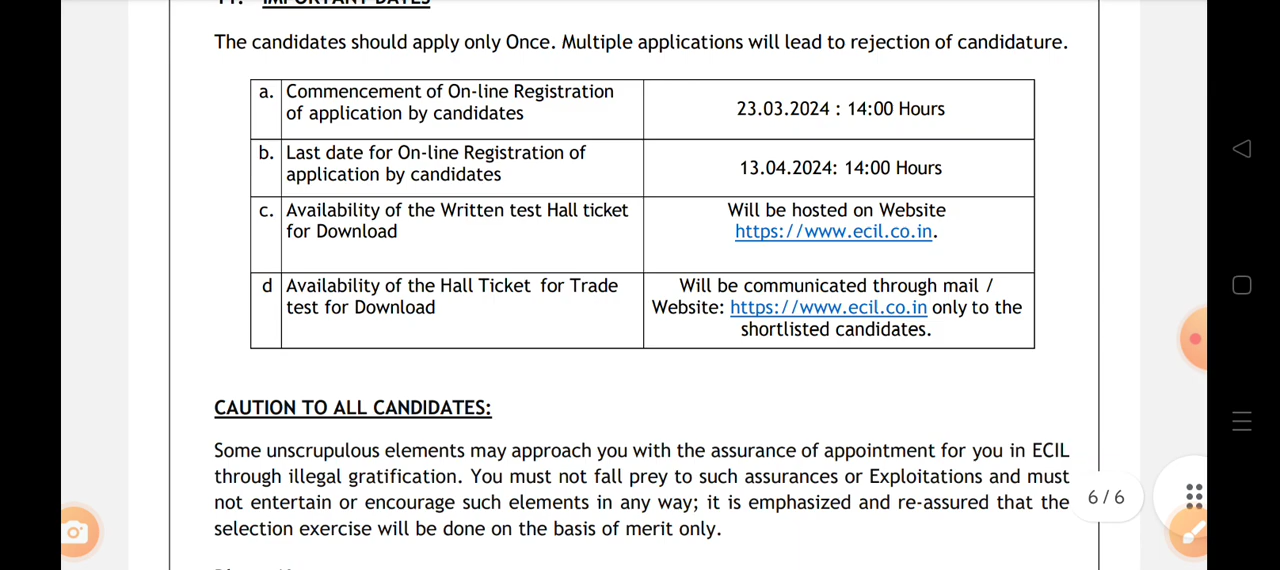 11. IMPORTANT DATES
The candidates should apply only Once. Multiple applications will lead to rejection of candidature.
a. Commencement of On-line Registration
of application by candidates
23.03.2024 : 14:00 Hours
b. Last date for On-line Registration of
application by candidates
13.04.2024: 14:00 Hours
c. Availability of the Written test Hall ticket
for Download
Will be hosted on Website
https://www.ecil.co.in.
d Availability of the Hall Ticket for Trade
test for Download
Will be communicated through mail /
Website: https://www.ecil.co.in only to the
shortlisted candidates.
CAUTION TO ALL CANDIDATES:
Some unscrupulous elements may approach you with the assurance of appointment for you in ECIL
through illegal gratification. You must not fall prey to such assurances or Exploitations and must
not entertain or encourage such elements in any way; it is emphasized and re-assured that the
selection exercise will be done on the basis of merit only.
6 / 6